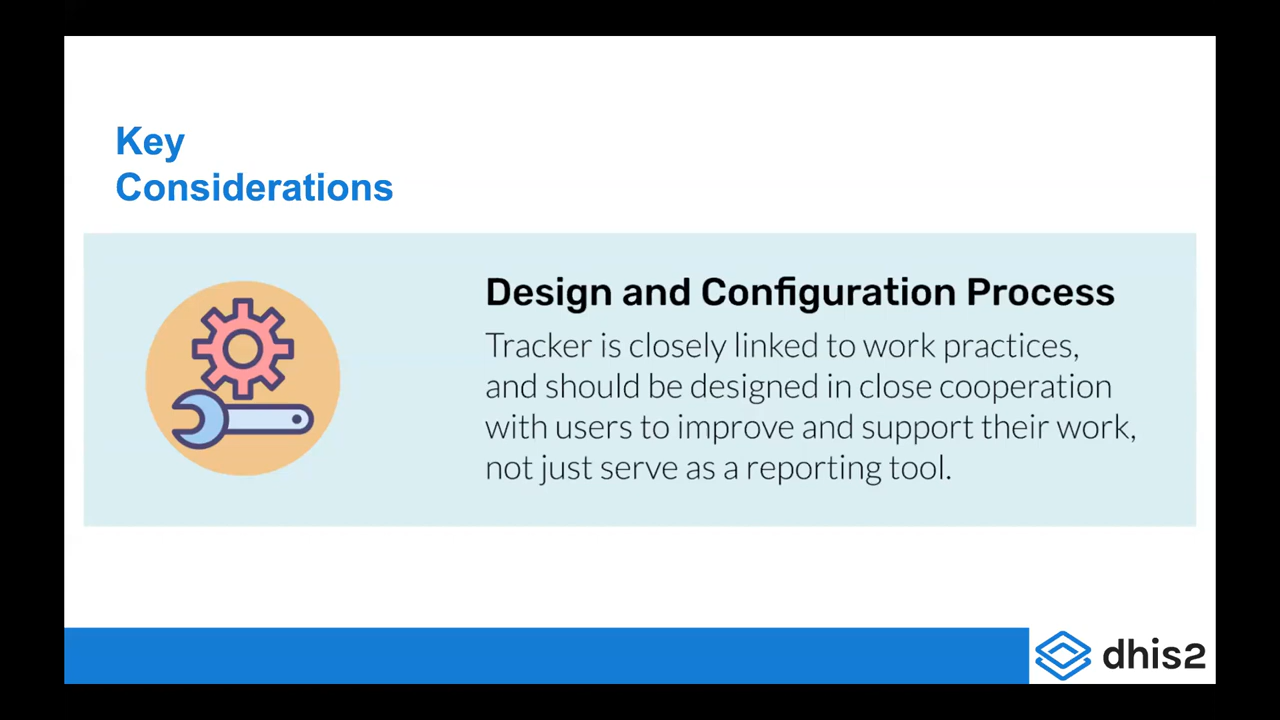 Key
Considerations
Design and Configuration Process
Tracker is closely linked to work practices,
and should be designed in close cooperation
with users to improve and support their work,
not just serve as a reporting tool.
dhis2